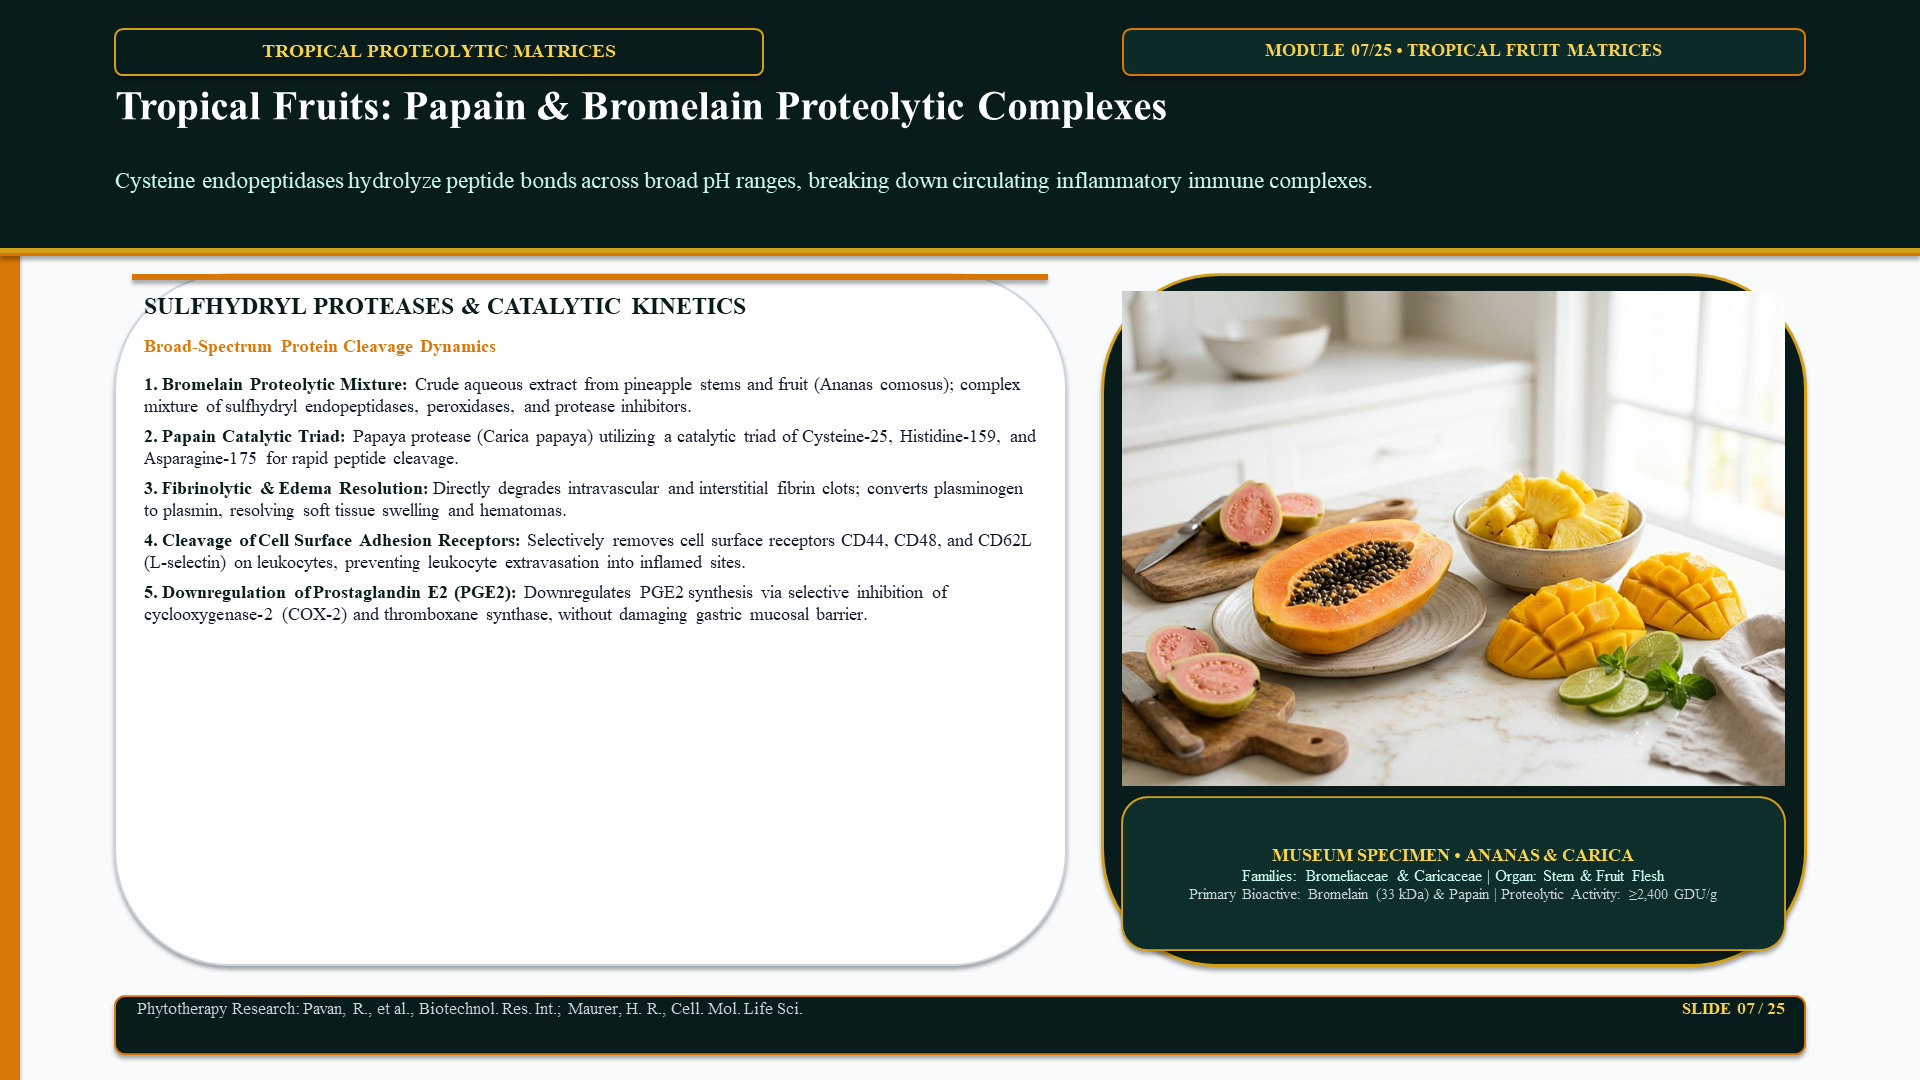 TROPICAL PROTEOLYTIC MATRICES
MODULE 07/25 • TROPICAL FRUIT MATRICES
Tropical Fruits: Papain & Bromelain Proteolytic Complexes
Cysteine endopeptidases hydrolyze peptide bonds across broad pH ranges, breaking down circulating inflammatory immune complexes.
SULFHYDRYL PROTEASES & CATALYTIC KINETICS
Broad-Spectrum Protein Cleavage Dynamics
1. Bromelain Proteolytic Mixture: Crude aqueous extract from pineapple stems and fruit (Ananas comosus); complex
mixture of sulfhydryl endopeptidases, peroxidases, and protease inhibitors.
2. Papain Catalytic Triad: Papaya protease (Carica papaya) utilizing a catalytic triad of Cysteine-25, Histidine-159, and
Asparagine-175 for rapid peptide cleavage.
3. Fibrinolytic & Edema Resolution: Directly degrades intravascular and interstitial fibrin clots; converts plasminogen
to plasmin, resolving soft tissue swelling and hematomas.
4. Cleavage of Cell Surface Adhesion Receptors: Selectively removes cell surface receptors CD44, CD48, and CD62L
(L-selectin) on leukocytes, preventing leukocyte extravasation into inflamed sites.
5. Downregulation of Prostaglandin E2 (PGE2): Downregulates PGE2 synthesis via selective inhibition of
cyclooxygenase-2 (COX-2) and thromboxane synthase, without damaging gastric mucosal barrier.
MUSEUM SPECIMEN • ANANAS & CARICA
Families: Bromeliaceae & Caricaceae | Organ: Stem & Fruit Flesh
Primary Bioactive: Bromelain (33 kDa) & Papain | Proteolytic Activity: ≥2,400 GDU/g
Phytotherapy Research: Pavan, R., et al., Biotechnol. Res. Int.; Maurer, H. R., Cell. Mol. Life Sci.
SLIDE 07 / 25